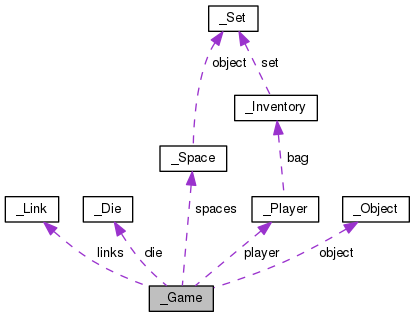 _Set
object
set
_Inventory
_Space
bag
_Link
_Die
spaces
_Player
_Object
links
die
player
object
_Game